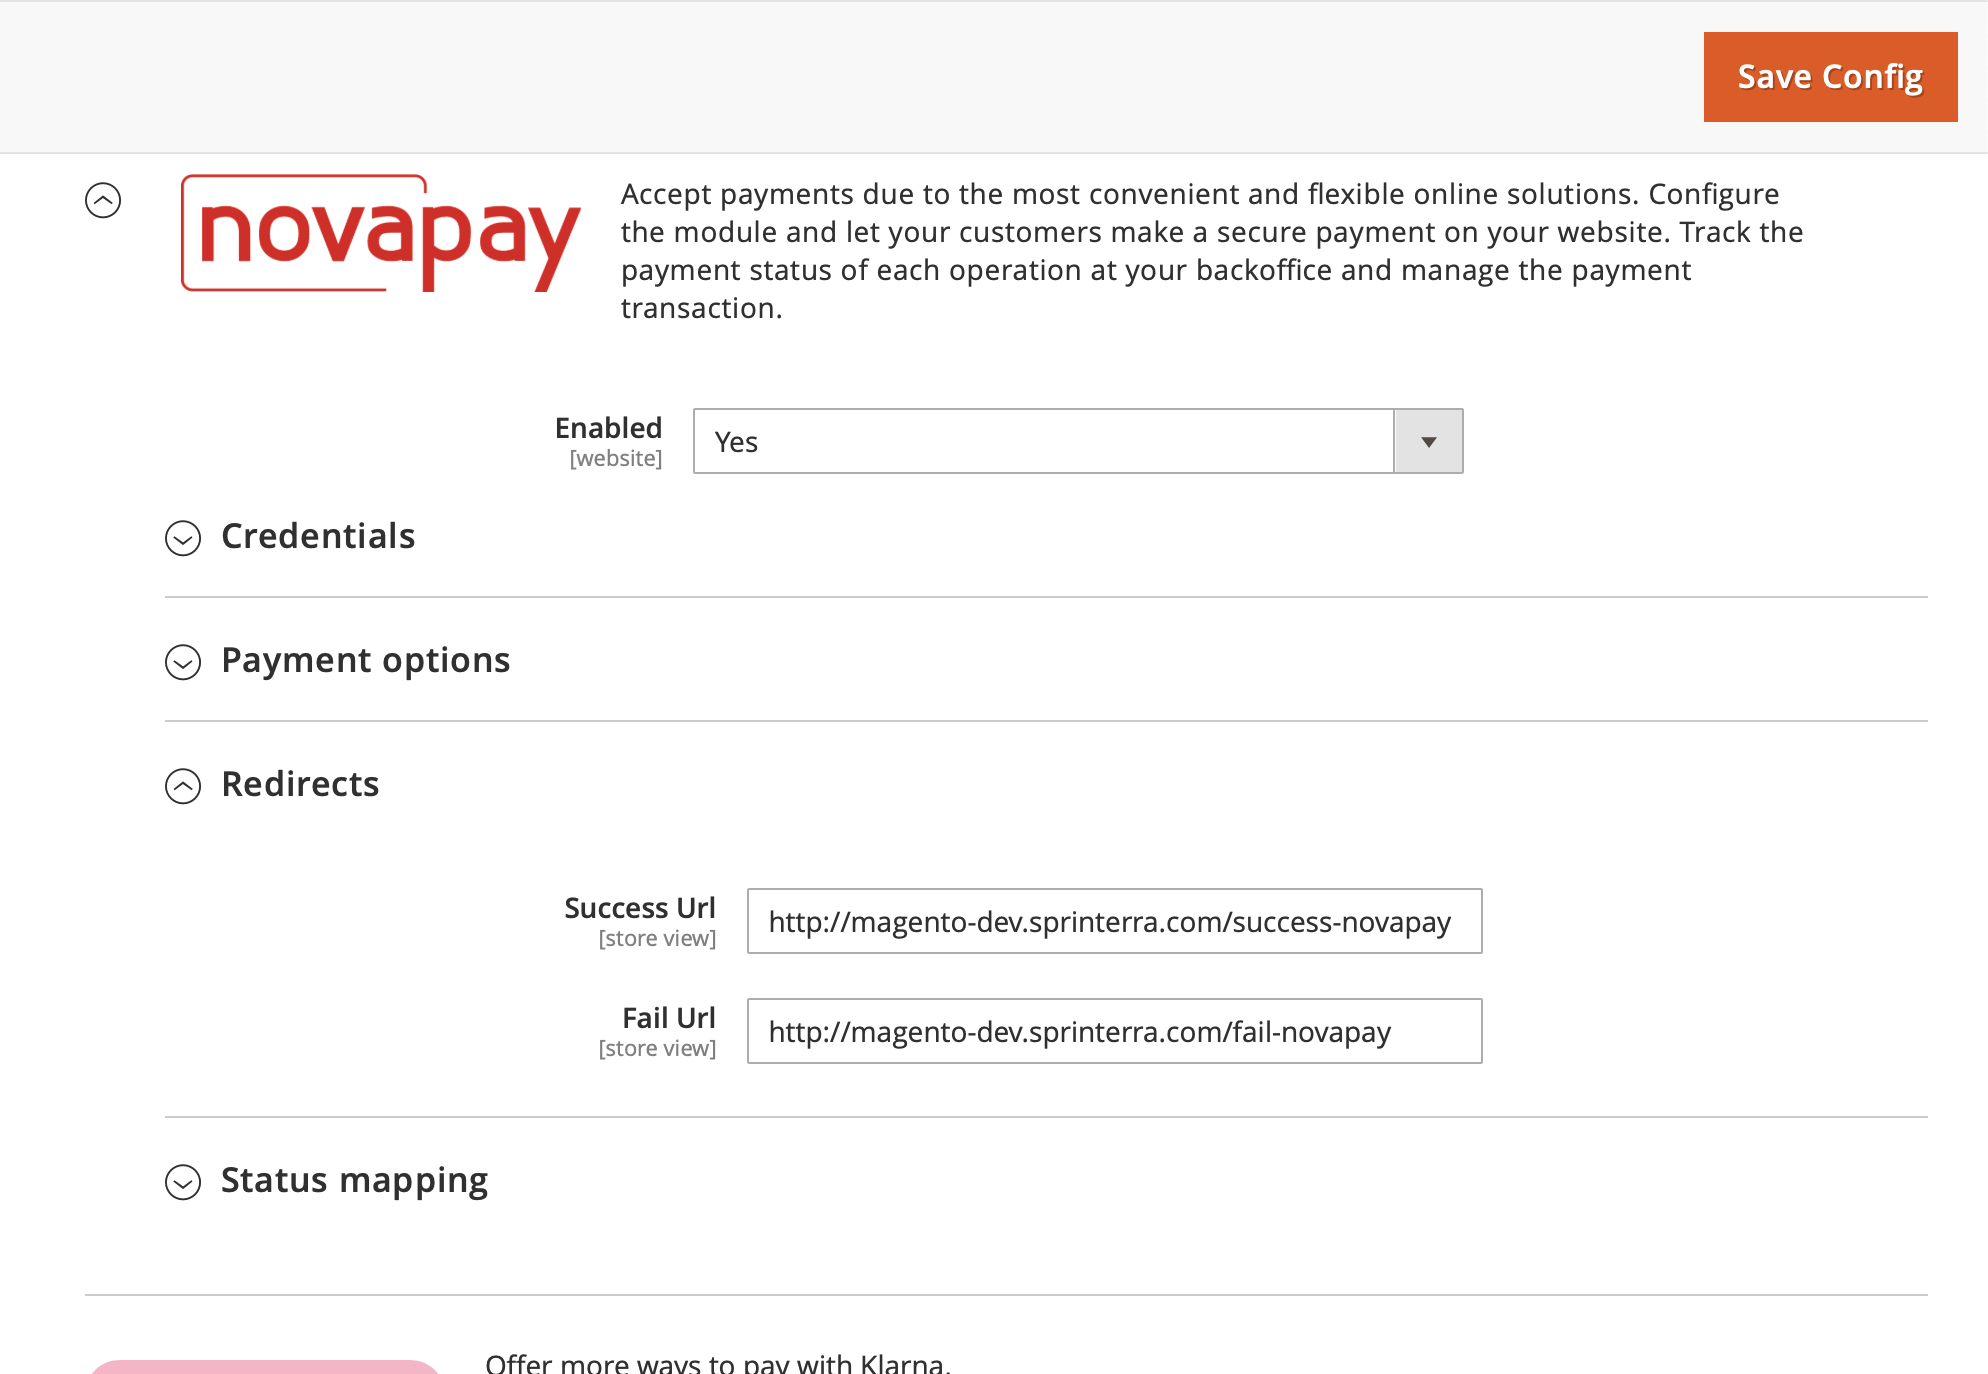 Save Config
novapay
Accept payments due to the most convenient and flexible online solutions. Configure
the module and let your customers make a secure payment on your website. Track the
payment status of each operation at your backoffice and manage the payment
transaction.
Enabled
[website]
Yes
Credentials
Payment options
Redirects
Success Url
[store view]
http://magento-dev.sprinterra.com/success-novapay
Fail Url
[store view]
http://magento-dev.sprinterra.com/fail-novapay
Status mapping
Offer more ways to pay with Klarna.